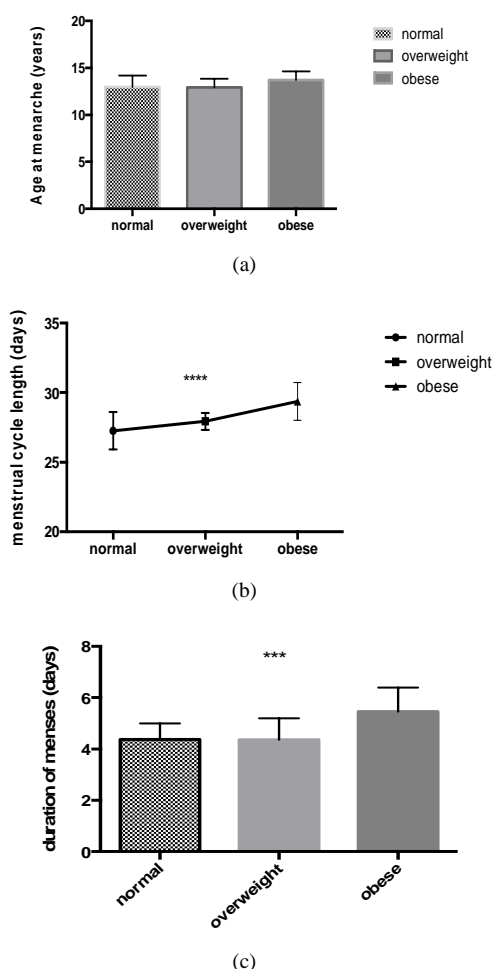 Age at menarche (years)
20
15
10
5
0
normal
overweight
obese
normal
overweight
obese
(a)
menstrual cycle length (days)
35
30
25
20
****
normal
overweight
obese
normal
overweight
obese
(b)
duration of menses (days)
8
6
4
2
0
***
normal
overweight
obese
(c)